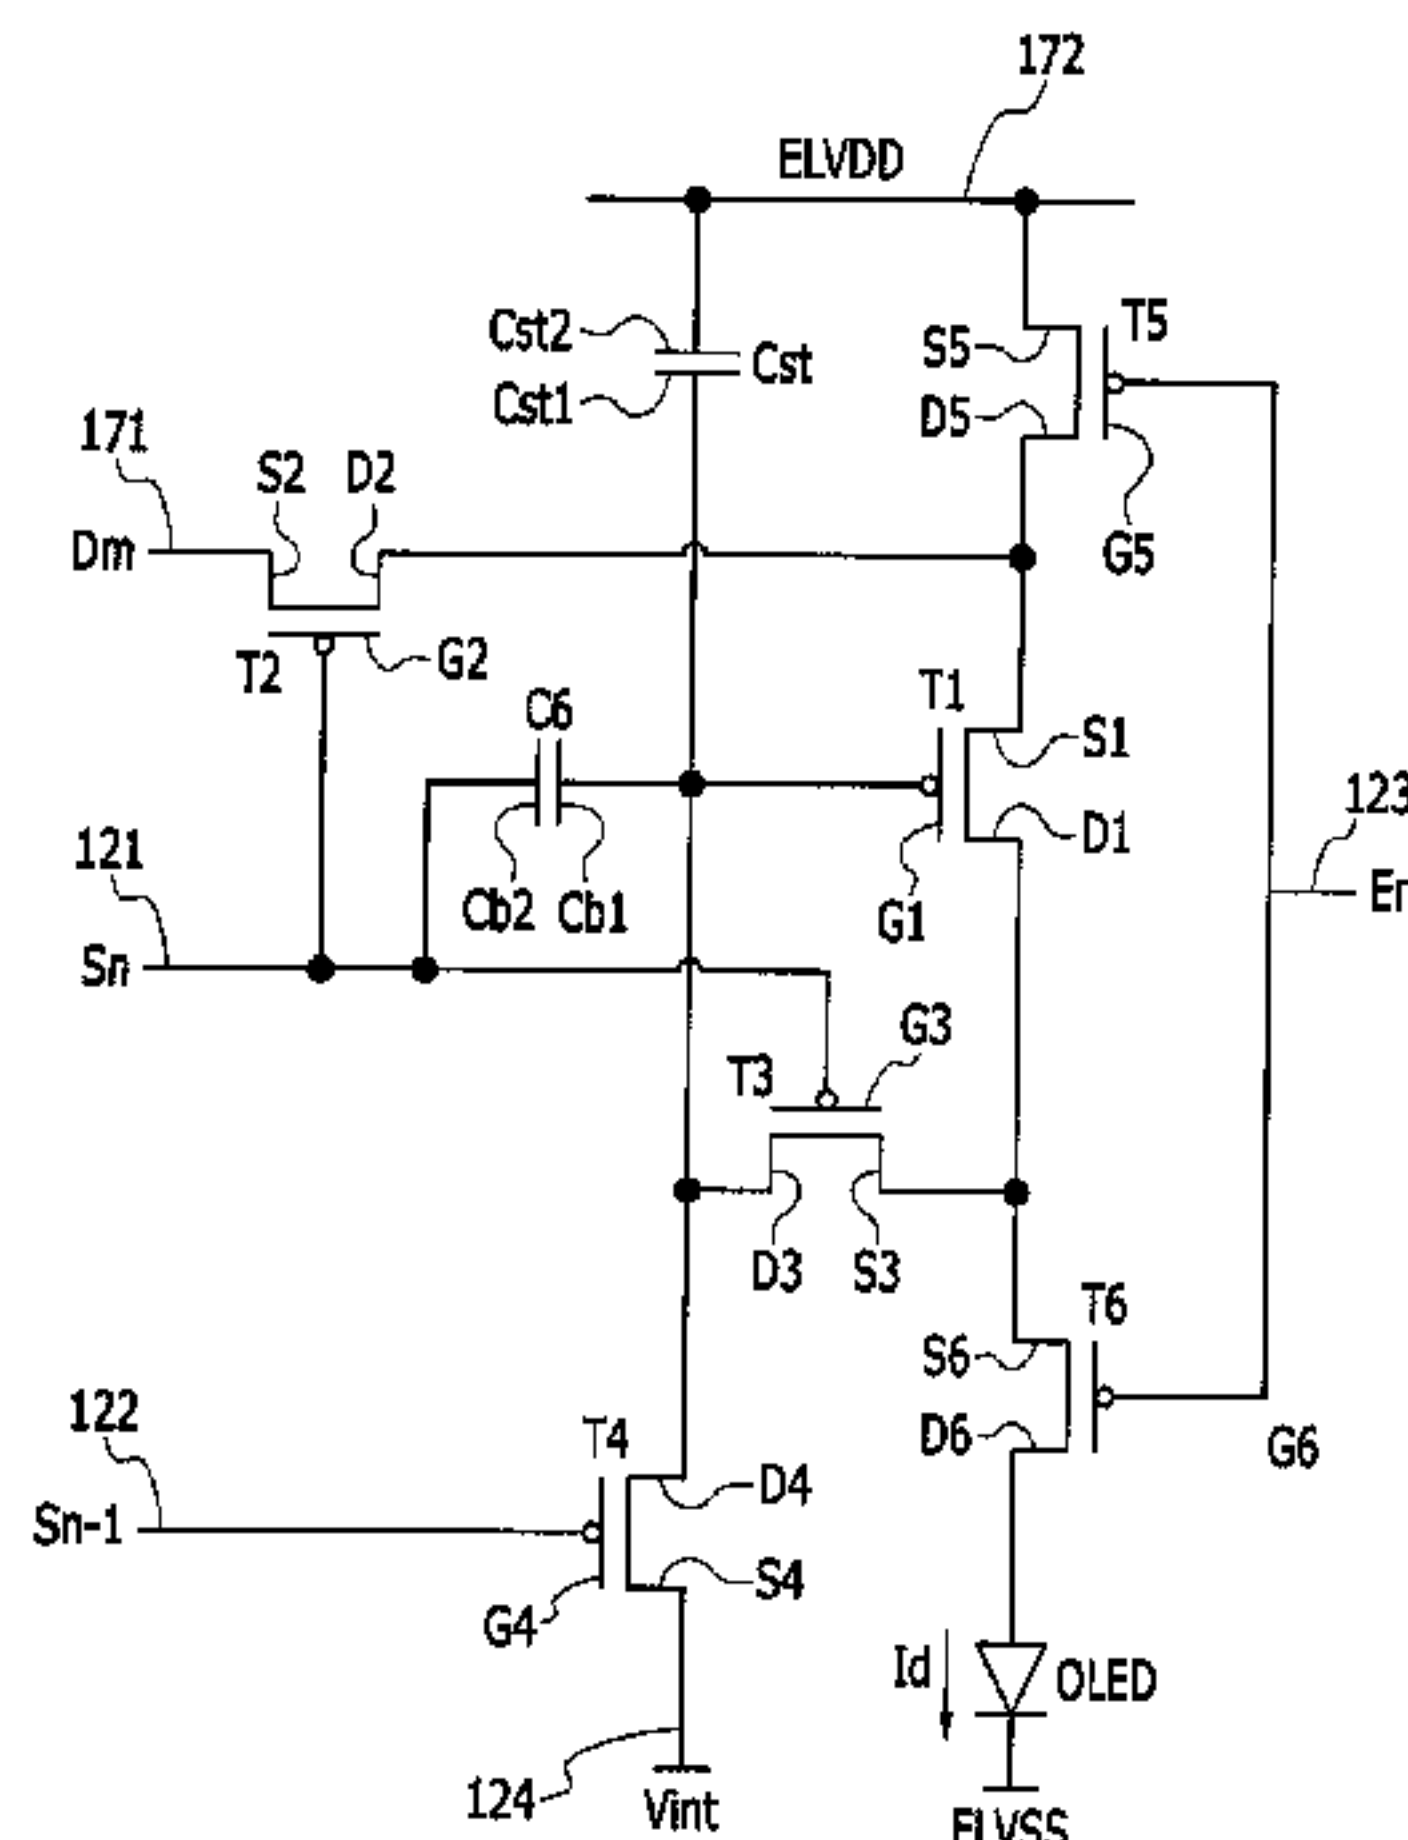 172
ELVDD
Cst2
Cst
Cst1
T5
S5
D5
G5
171
S2
D2
Dm
T2
G2
C6
T1
S1
D1
G1
123
Cb2
Cb1
121
Sn
G3
T3
D3
S3
T6
S6
D6
G6
122
T4
D4
Sn-1
S4
G4
Id
OLED
124
Vint
ELVSS